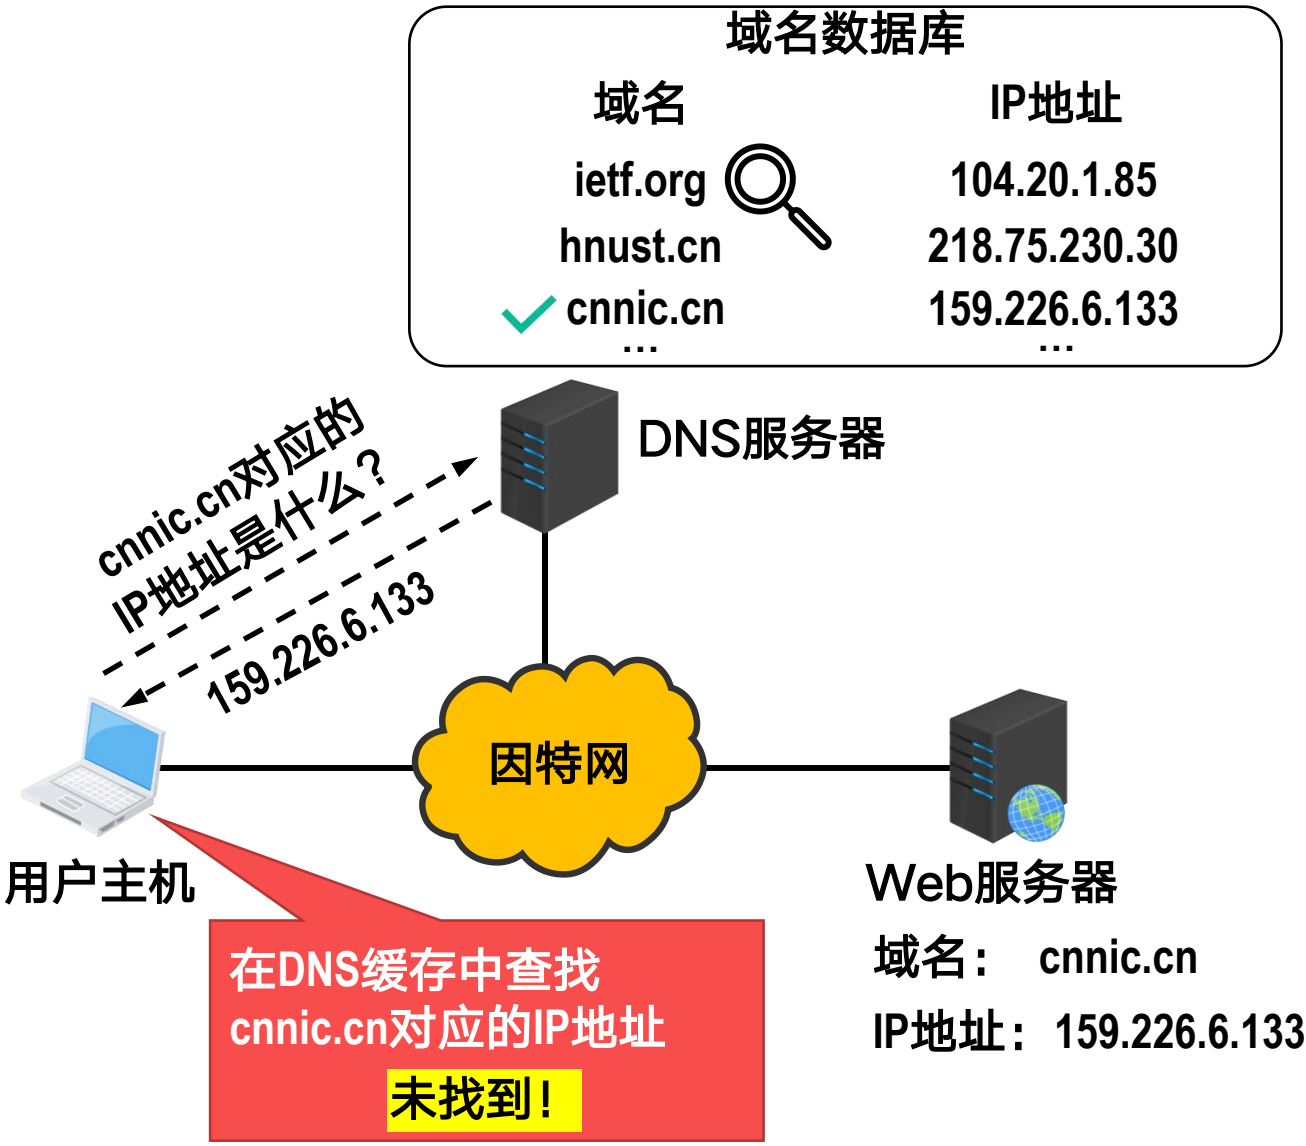 域名数据库
域名 IP地址
ietf.org 104.20.1.85
hnust.cn 218.75.230.30
cnnic.cn 159.226.6.133
… …
DNS服务器
cnnic.cn对应的
IP地址是什么？
159.226.6.133
因特网
用户主机
Web服务器
域名： cnnic.cn
IP地址：159.226.6.133
在DNS缓存中查找
cnnic.cn对应的IP地址
未找到！